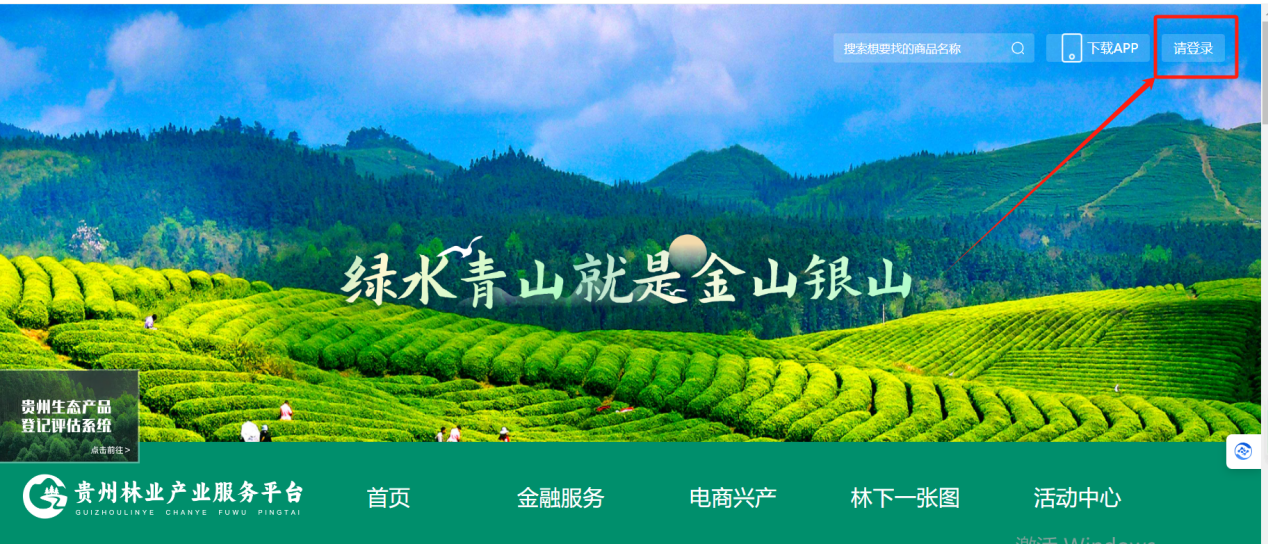 搜索想要找的商品名称
下载APP
请登录
绿水青山就是金山银山
贵州生态产品
登记评估系统
点击前往>
贵州林业产业服务平台
GUIZHOULINYE CHANYE FUWU PINGTAI
首页
金融服务
电商兴产
林下一张图
活动中心
激活 Windows